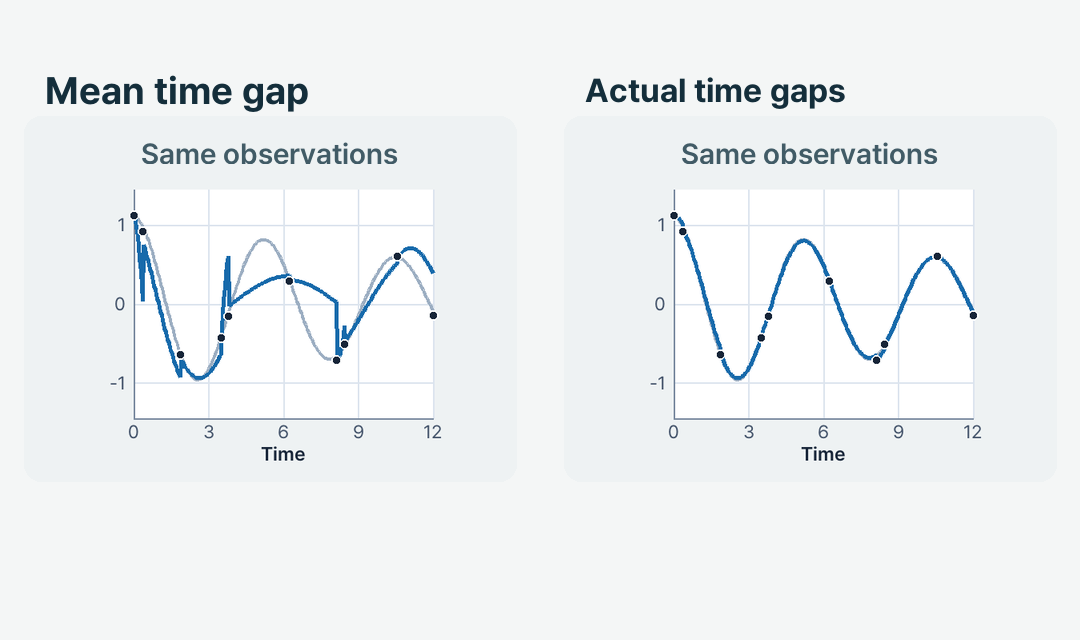 Mean time gap
Same observations
1
0
-1
0 3 6 9 12
Time
Actual time gaps
Same observations
1
0
-1
0 3 6 9 12
Time